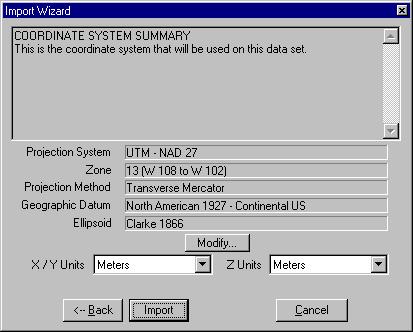 Import Wizard
COORDINATE SYSTEM SUMMARY
This is the coordinate system that will be used on this data set.
Projection System UTM - NAD 27
Zone 13 (W 108 to W 102)
Projection Method Transverse Mercator
Geographic Datum North American 1927 - Continental US
Ellipsoid Clarke 1866
Modify...
X / Y Units Meters Z Units Meters
<-- Back Import Cancel